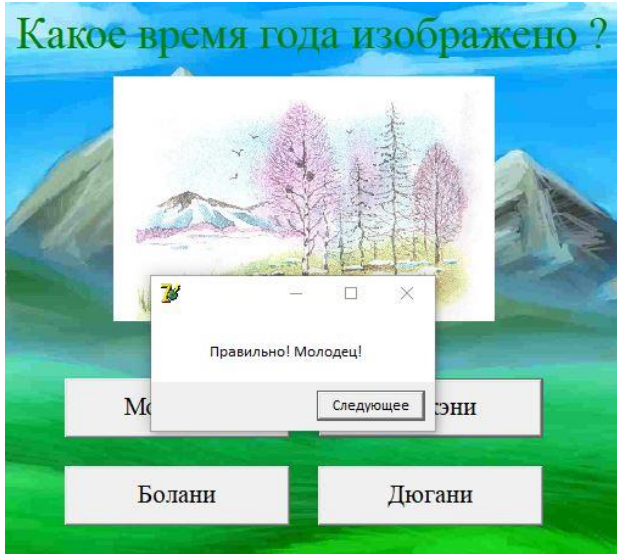 Какое время года изображено ?
Правильно! Молодец!
Следующее
Болани
Дюгани